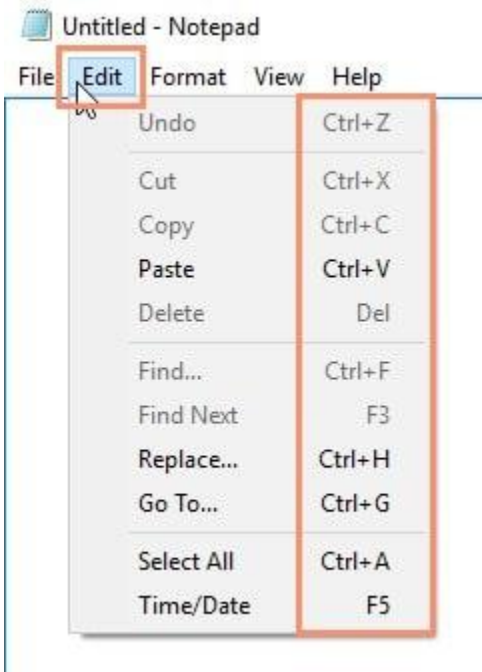 Untitled - Notepad
File Edit Format View Help
Undo Ctrl+Z
Cut Ctrl+X
Copy Ctrl+C
Paste Ctrl+V
Delete Del
Find... Ctrl+F
Find Next F3
Replace... Ctrl+H
Go To... Ctrl+G
Select All Ctrl+A
Time/Date F5